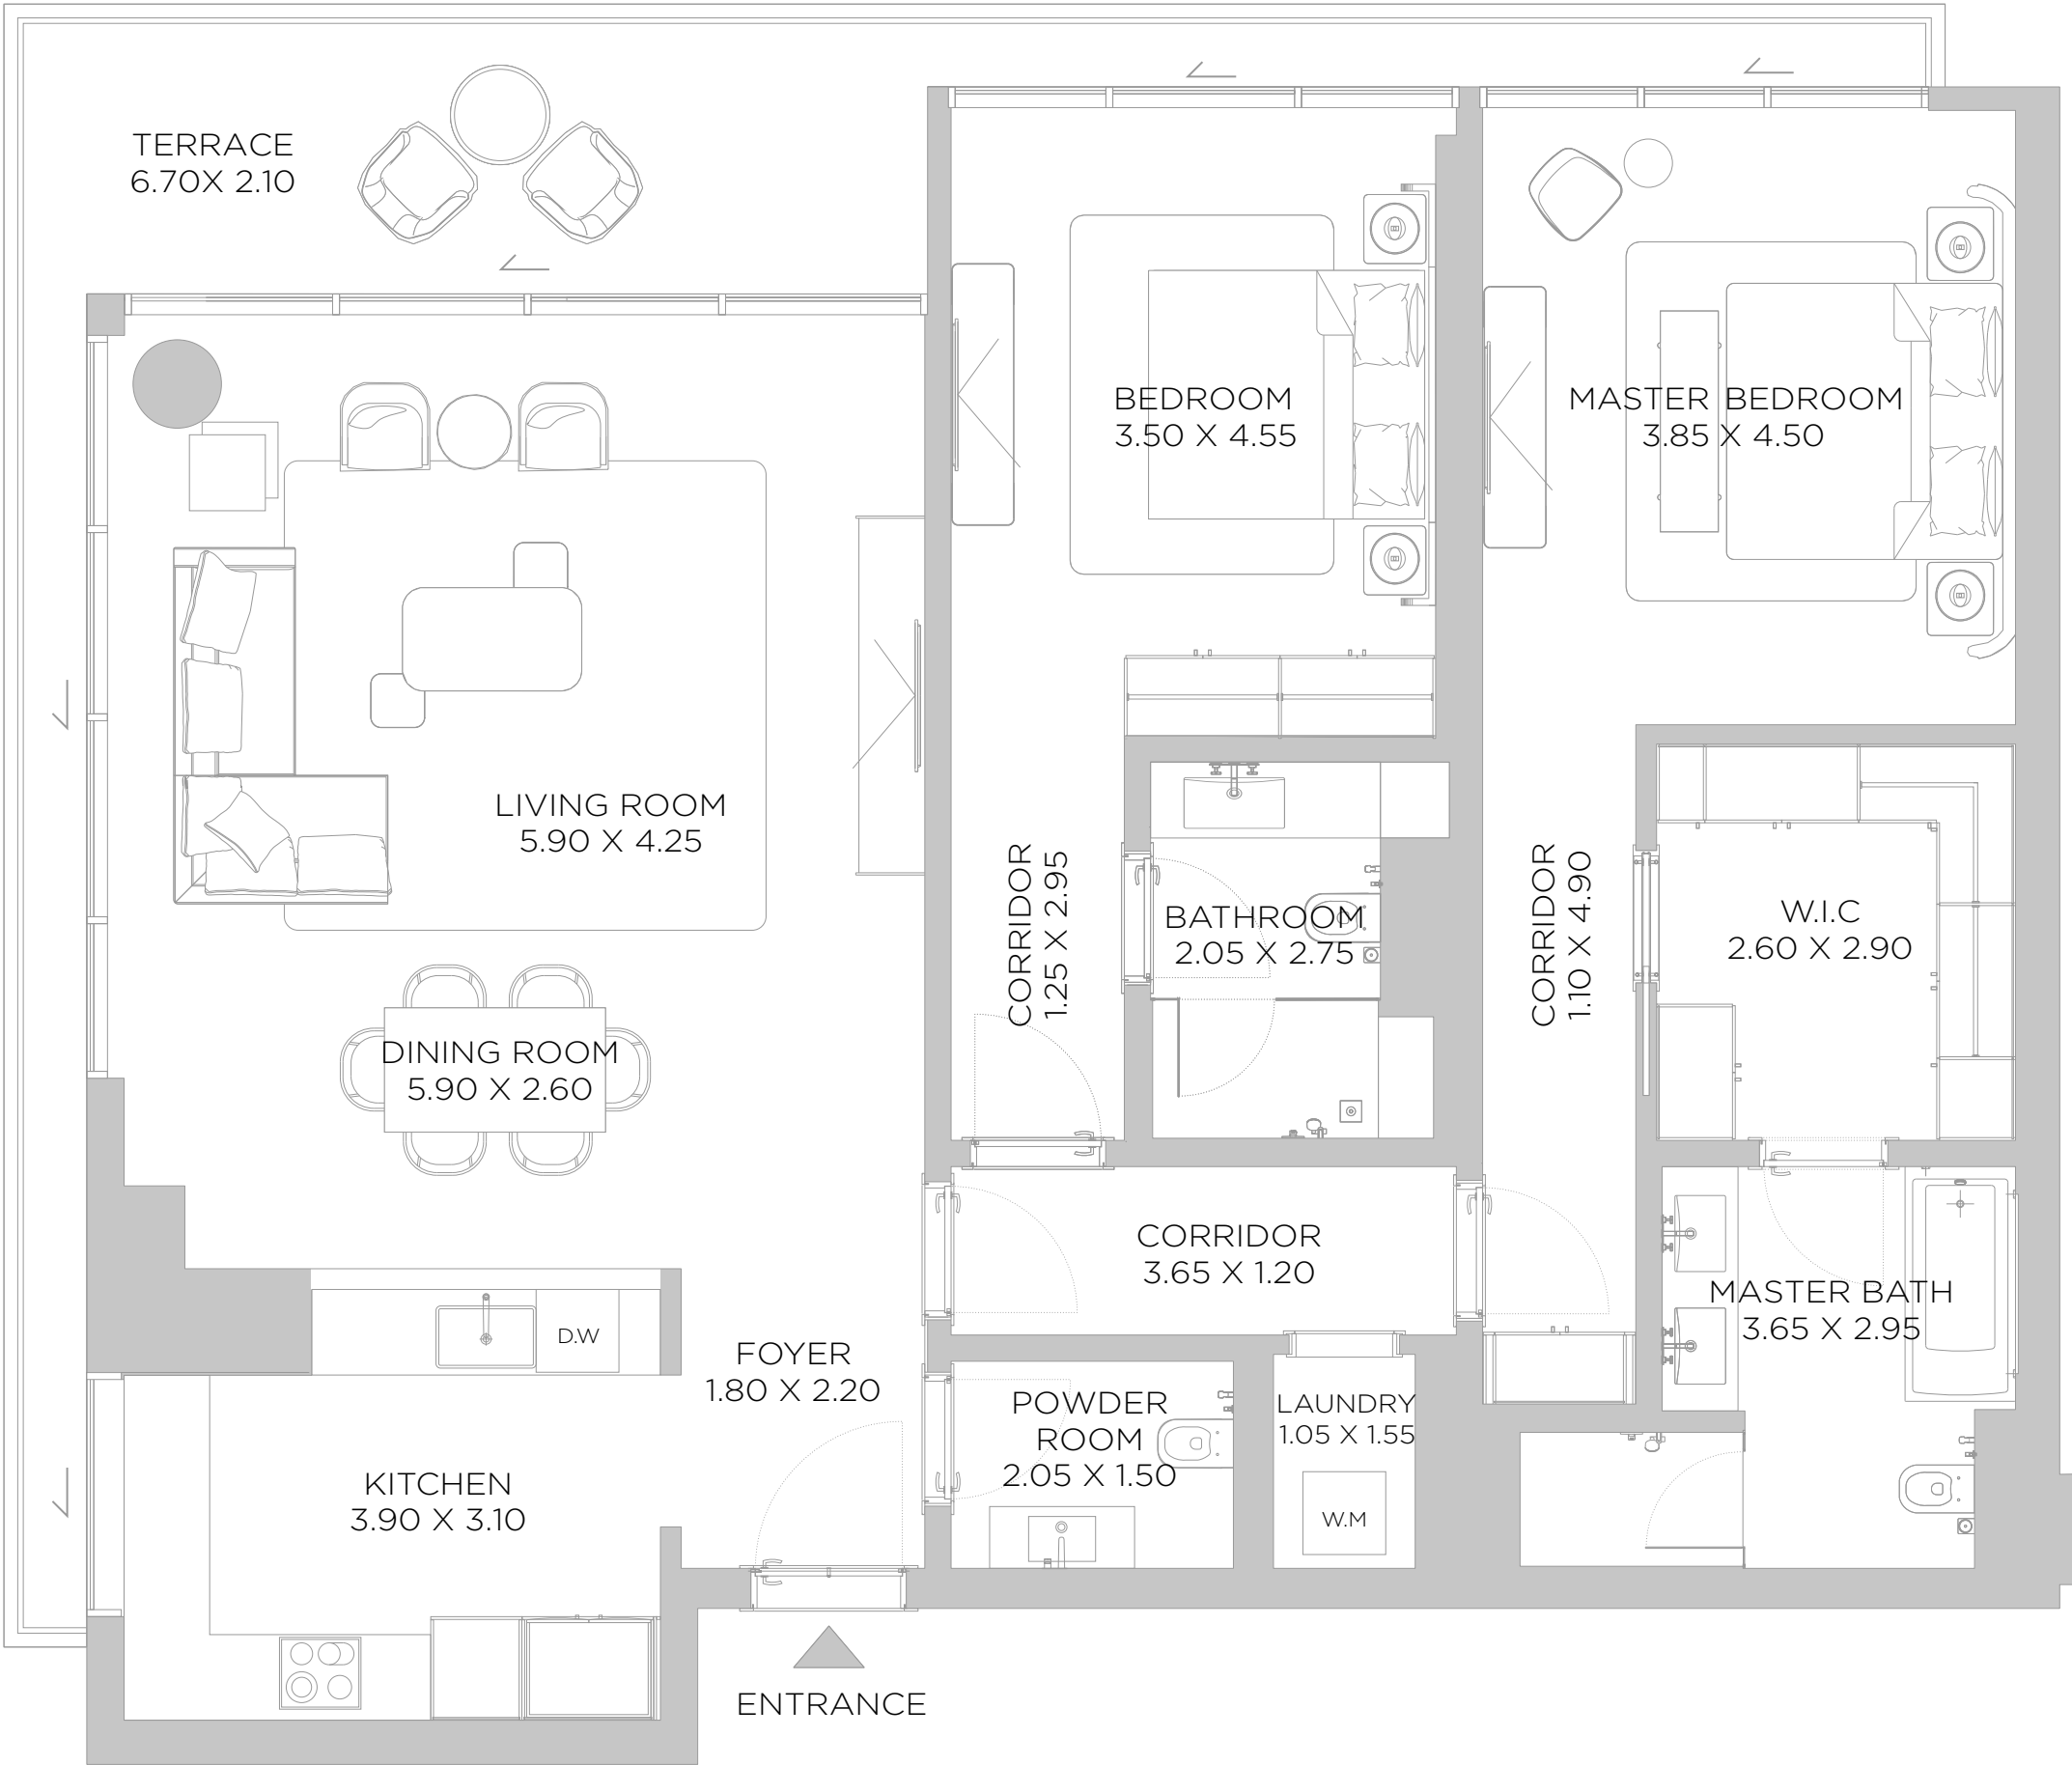 TERRACE
6.70X 2.10
BEDROOM
3.50 X 4.55
MASTER BEDROOM
3.85 X 4.50
LIVING ROOM
5.90 X 4.25
CORRIDOR
1.25 X 2.95
BATHROOM
2.05 X 2.75
CORRIDOR
1.10 X 4.90
W.I.C
2.60 X 2.90
DINING ROOM
5.90 X 2.60
CORRIDOR
3.65 X 1.20
MASTER BATH
3.65 X 2.95
D.W
FOYER
1.80 X 2.20
POWDER
ROOM
2.05 X 1.50
LAUNDRY
1.05 X 1.55
W.M
KITCHEN
3.90 X 3.10
ENTRANCE